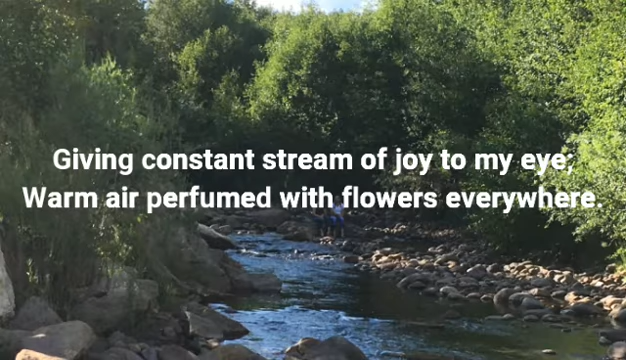 Giving constant stream of joy to my eye;
Warm air perfumed with flowers everywhere.